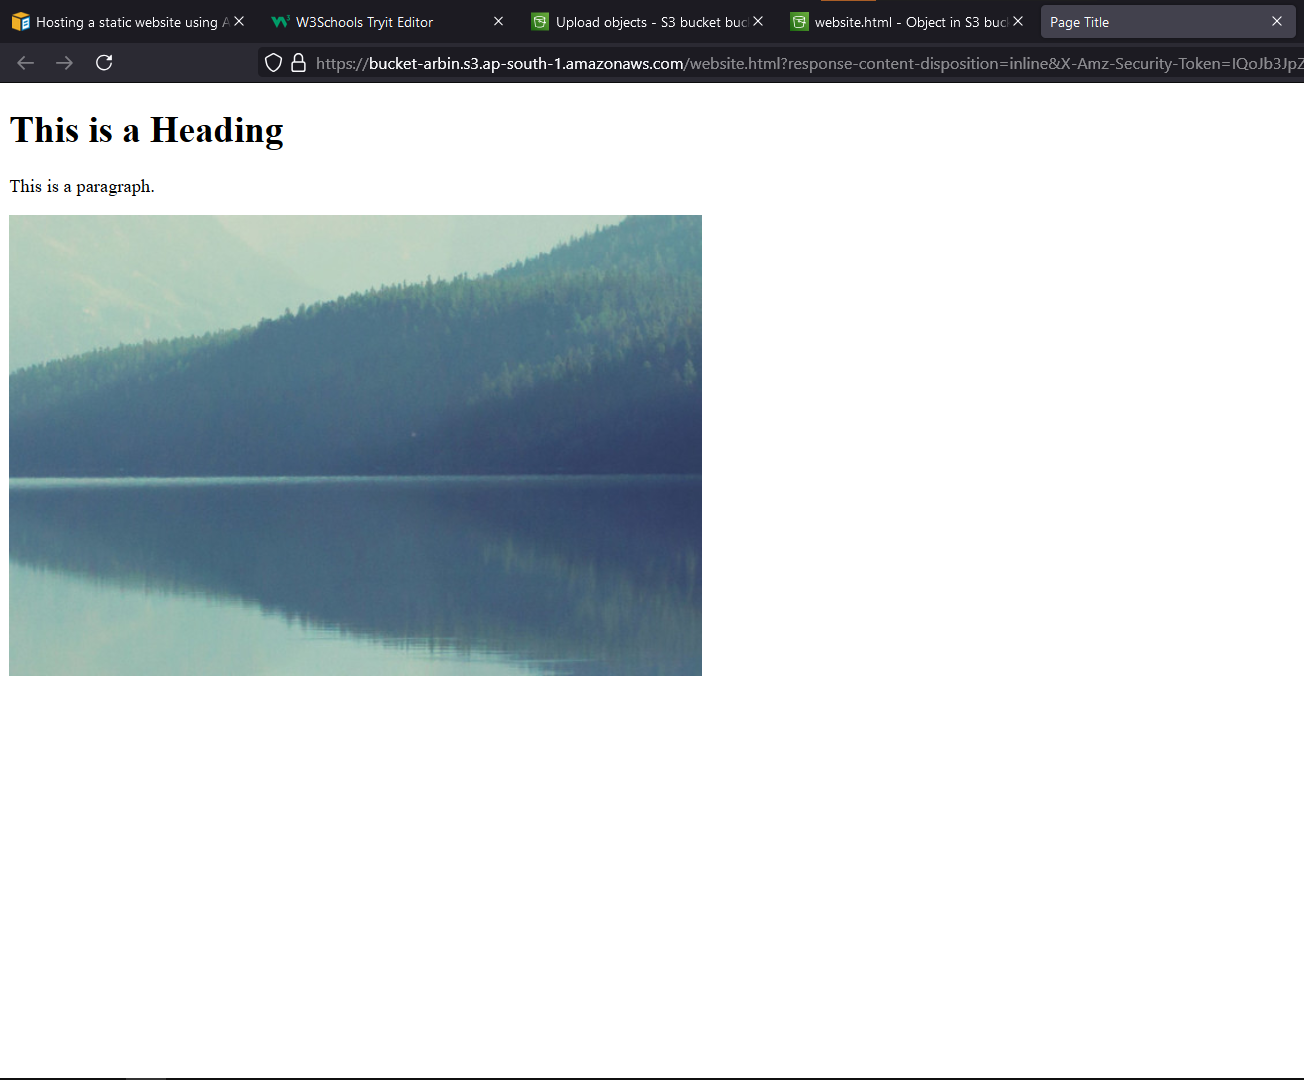 Hosting a static website using A
W3Schools Tryit Editor
Upload objects - S3 bucket buc
website.html - Object in S3 buc
Page Title
https://bucket-arbin.s3.ap-south-1.amazonaws.com/website.html?response-content-disposition=inline&X-Amz-Security-Token=IQoJb3JpZ
This is a Heading
This is a paragraph.